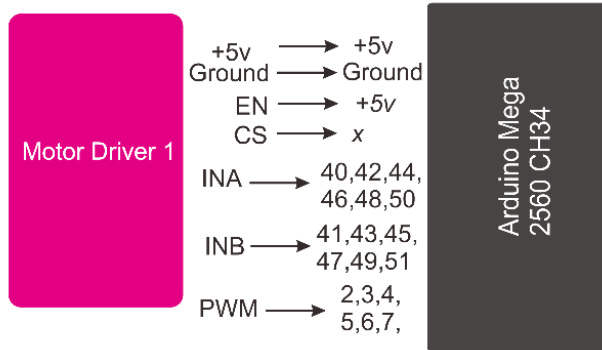 Motor Driver 1
+5v +5v
Ground Ground
EN +5v
CS x
INA 40,42,44,
46,48,50
INB 41,43,45,
47,49,51
PWM 2,3,4,
5,6,7,
Arduino Mega
2560 CH34